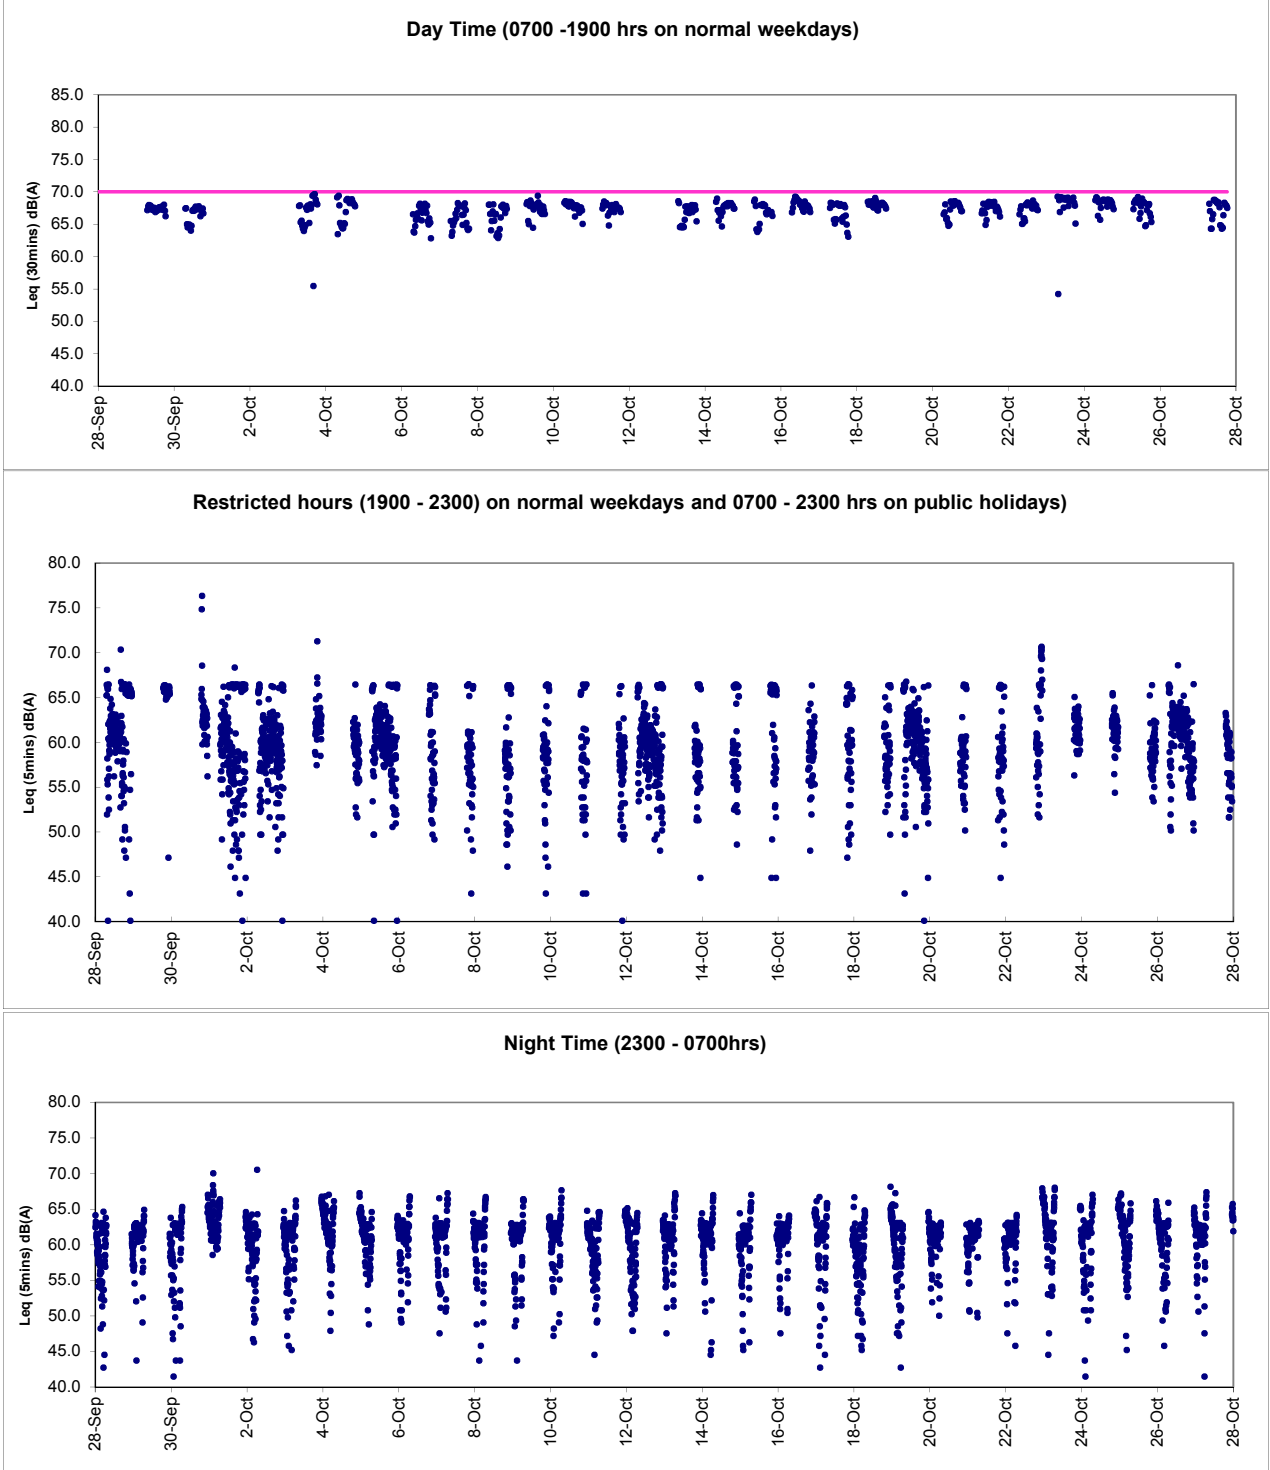 Day Time (0700 -1900 hrs on normal weekdays)
Leq (30mins) dB(A)
85.0
80.0
75.0
70.0
65.0
60.0
55.0
50.0
45.0
40.0
28-Sep
30-Sep
2-Oct
4-Oct
6-Oct
8-Oct
10-Oct
12-Oct
14-Oct
16-Oct
18-Oct
20-Oct
22-Oct
24-Oct
26-Oct
28-Oct
Restricted hours (1900 - 2300) on normal weekdays and 0700 - 2300 hrs on public holidays)
Leq (5mins) dB(A)
80.0
75.0
70.0
65.0
60.0
55.0
50.0
45.0
40.0
28-Sep
30-Sep
2-Oct
4-Oct
6-Oct
8-Oct
10-Oct
12-Oct
14-Oct
16-Oct
18-Oct
20-Oct
22-Oct
24-Oct
26-Oct
28-Oct
Night Time (2300 - 0700hrs)
Leq (5mins) dB(A)
80.0
75.0
70.0
65.0
60.0
55.0
50.0
45.0
40.0
28-Sep
30-Sep
2-Oct
4-Oct
6-Oct
8-Oct
10-Oct
12-Oct
14-Oct
16-Oct
18-Oct
20-Oct
22-Oct
24-Oct
26-Oct
28-Oct